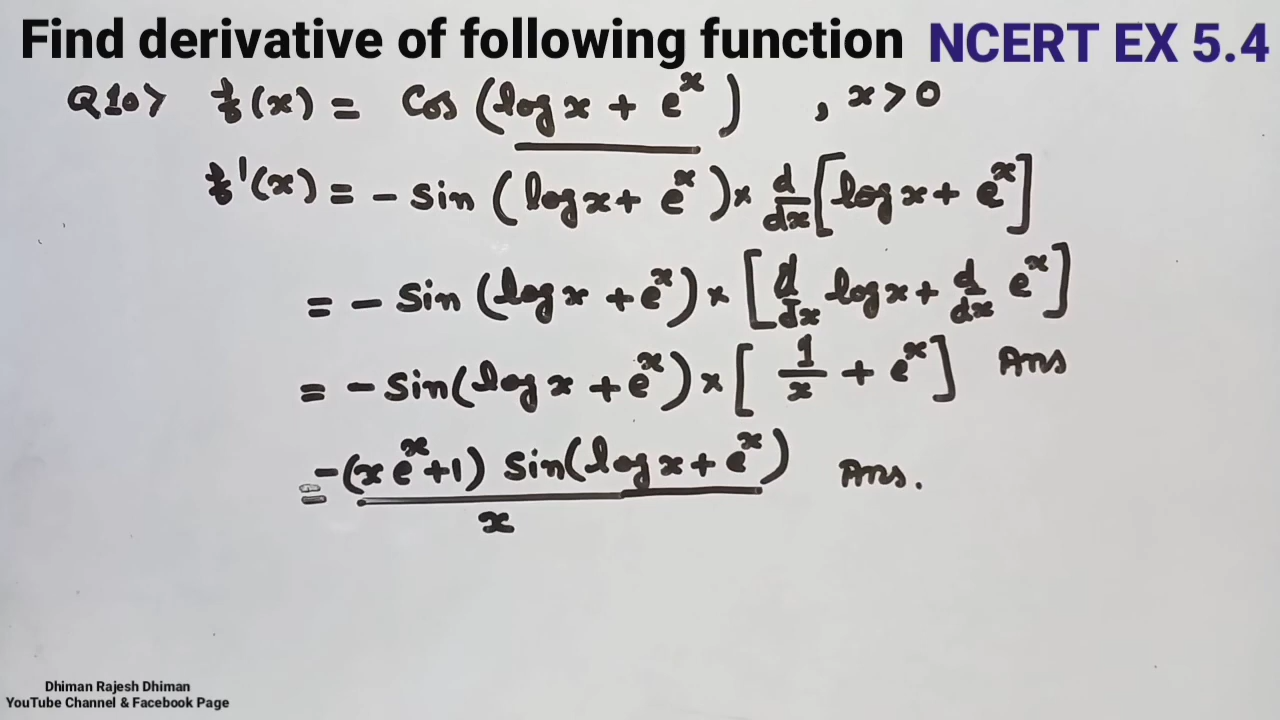 Find derivative of following function NCERT EX 5.4
Q10> f(x) = Cos (log x + e^x) , x > 0
f'(x) = - Sin (log x + e^x) × d/dx [log x + e^x]
= - Sin (log x + e^x) × [d/dx log x + d/dx e^x]
= - Sin (log x + e^x) × [1/x + e^x] Ans
= -(x e^x + 1) Sin (log x + e^x) / x Ans.
Dhiman Rajesh Dhiman
YouTube Channel & Facebook Page